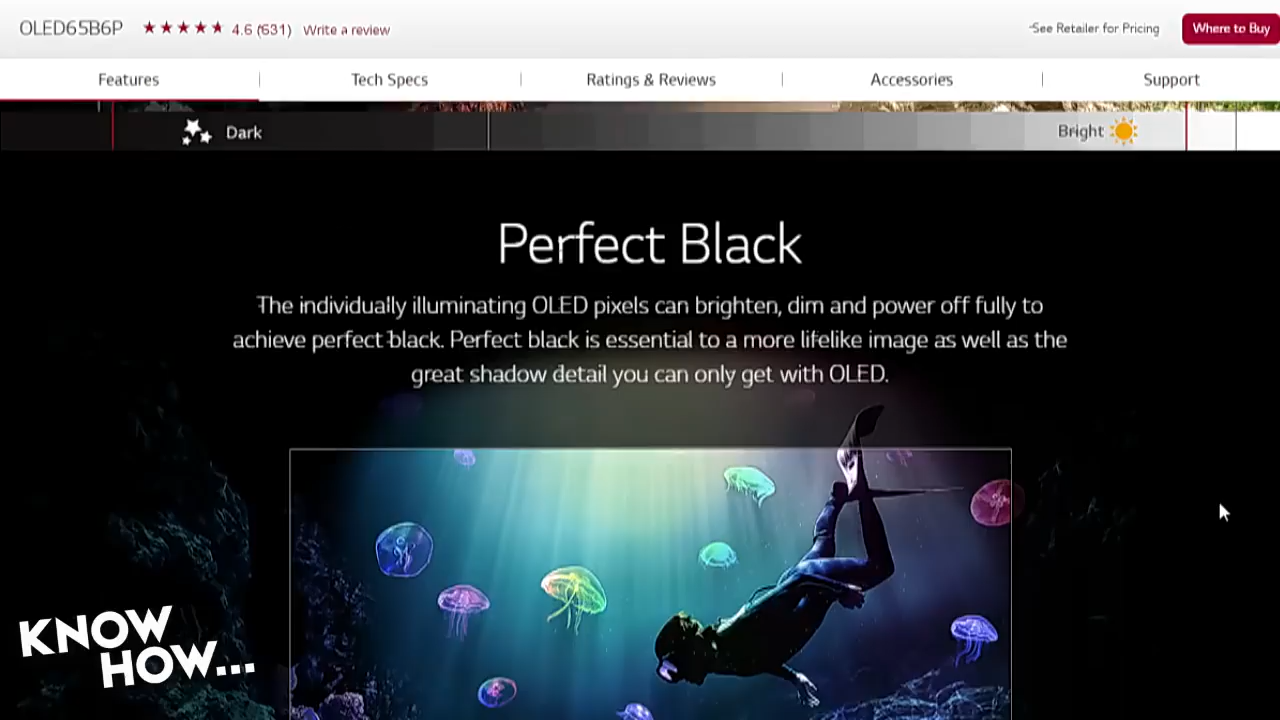 OLED65B6P 4.6 (631) Write a review *See Retailer for Pricing Where to Buy
Features Tech Specs Ratings & Reviews Accessories Support
Dark Bright
Perfect Black
The individually illuminating OLED pixels can brighten, dim and power off fully to
achieve perfect black. Perfect black is essential to a more lifelike image as well as the
great shadow detail you can only get with OLED.
KNOW
HOW...